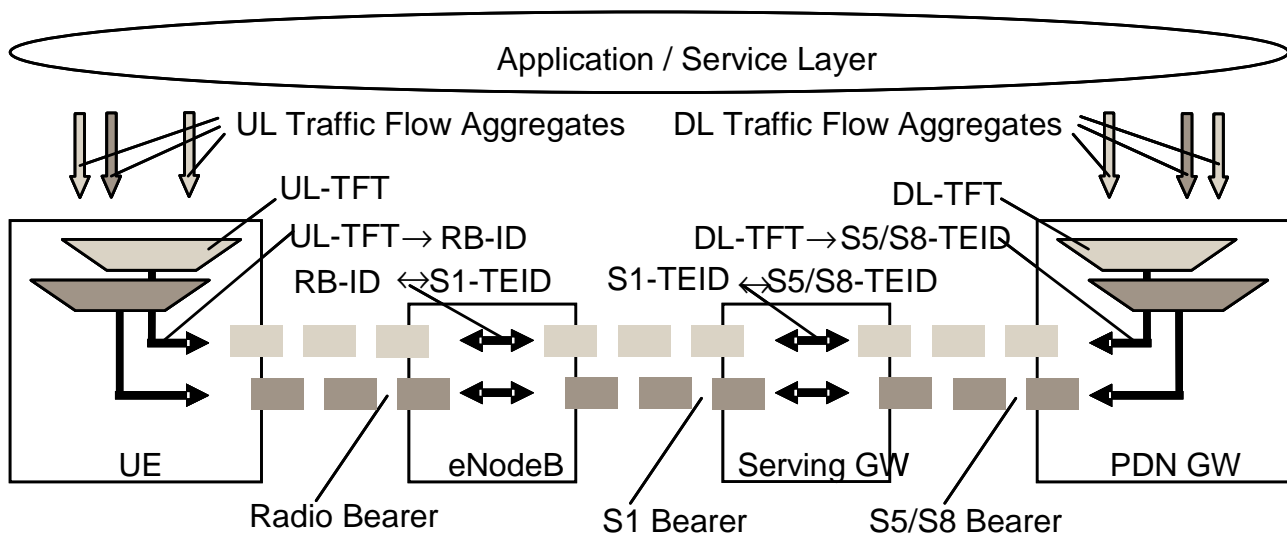 Application / Service Layer
UL Traffic Flow Aggregates DL Traffic Flow Aggregates
UL-TFT DL-TFT
UL-TFT → RB-ID DL-TFT → S5/S8-TEID
RB-ID ↔ S1-TEID S1-TEID ↔ S5/S8-TEID
UE eNodeB Serving GW PDN GW
Radio Bearer S1 Bearer S5/S8 Bearer